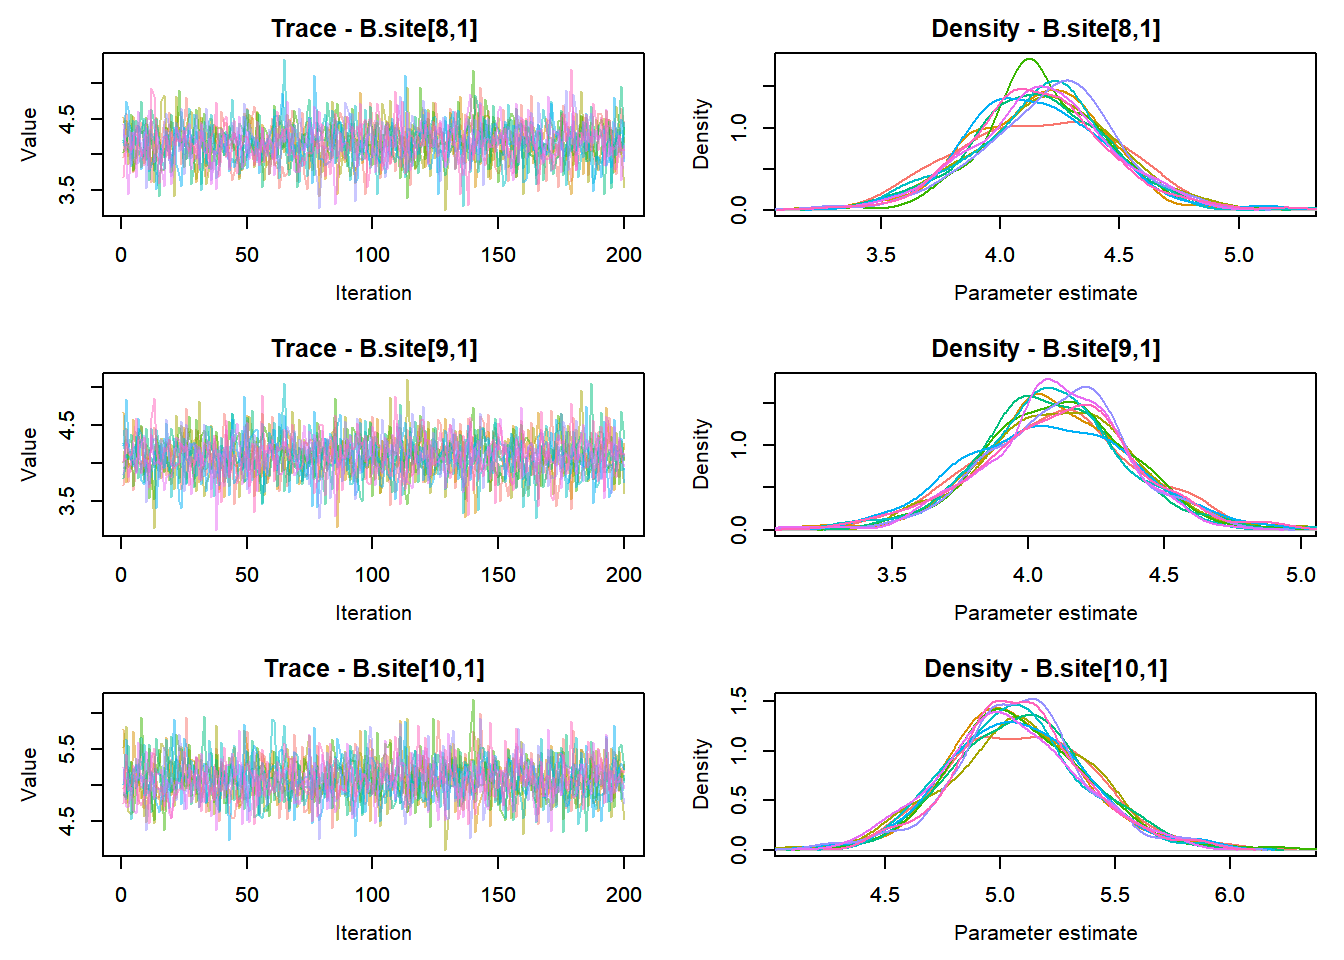 Trace - B.site[8,1]
Value
3.5 4.5
0 50 100 150 200
Iteration
Density - B.site[8,1]
Density
0.0 1.0
3.5 4.0 4.5 5.0
Parameter estimate
Trace - B.site[9,1]
Value
3.5 4.5
0 50 100 150 200
Iteration
Density - B.site[9,1]
Density
0.0 1.0
3.5 4.0 4.5 5.0
Parameter estimate
Trace - B.site[10,1]
Value
4.5 5.5
0 50 100 150 200
Iteration
Density - B.site[10,1]
Density
0.0 0.5 1.0 1.5
4.5 5.0 5.5 6.0
Parameter estimate